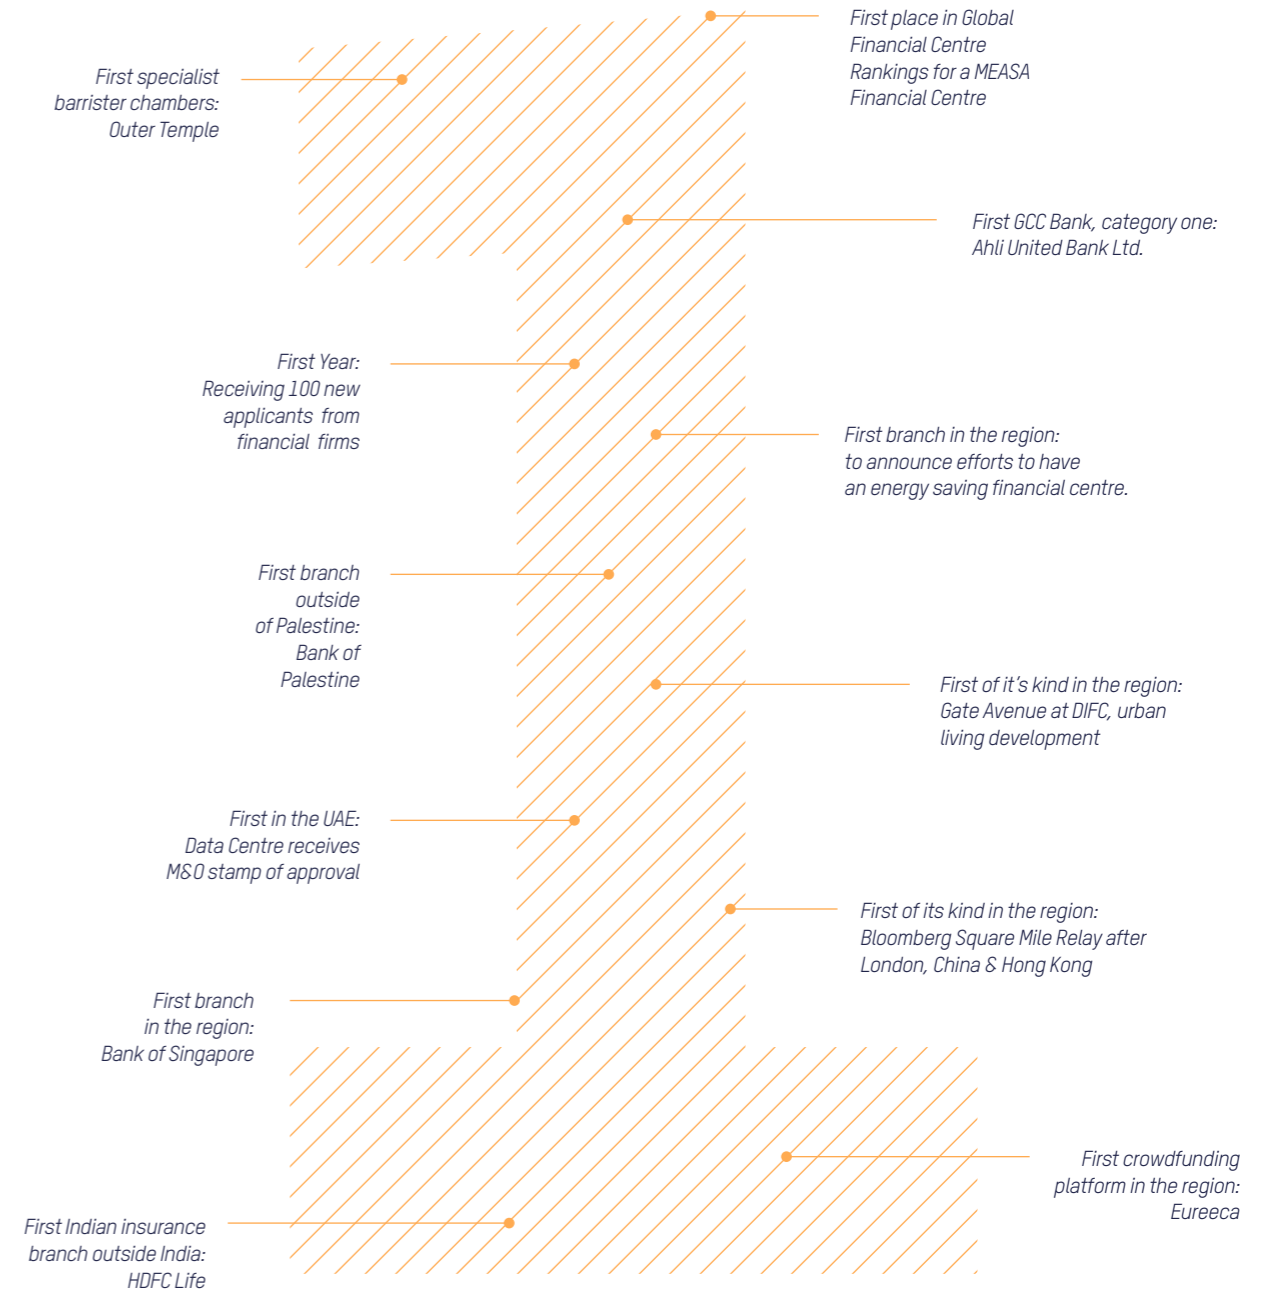 First place in Global
Financial Centre
Rankings for a MEASA
Financial Centre
First specialist
barrister chambers:
Outer Temple
First GCC Bank, category one:
Ahli United Bank Ltd.
First Year:
Receiving 100 new
applicants from
financial firms
First branch in the region:
to announce efforts to have
an energy saving financial centre.
First branch
outside
of Palestine:
Bank of
Palestine
First of it's kind in the region:
Gate Avenue at DIFC, urban
living development
First in the UAE:
Data Centre receives
M&O stamp of approval
First of its kind in the region:
Bloomberg Square Mile Relay after
London, China & Hong Kong
First branch
in the region:
Bank of Singapore
First crowdfunding
platform in the region:
Eureeca
First Indian insurance
branch outside India:
HDFC Life